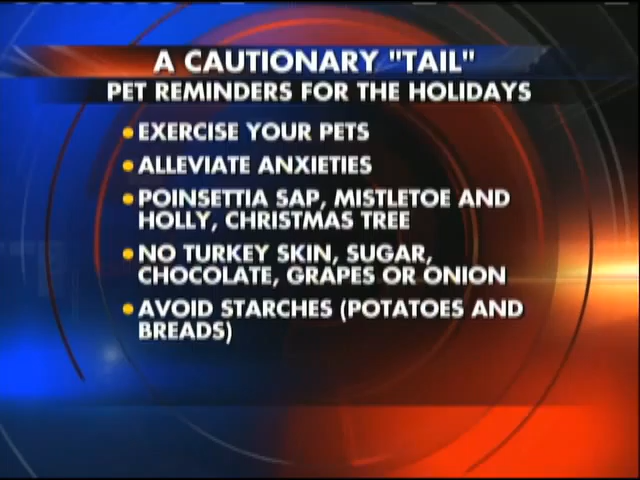 A CAUTIONARY "TAIL"
PET REMINDERS FOR THE HOLIDAYS
• EXERCISE YOUR PETS
• ALLEVIATE ANXIETIES
• POINSETTIA SAP, MISTLETOE AND
HOLLY, CHRISTMAS TREE
• NO TURKEY SKIN, SUGAR,
CHOCOLATE, GRAPES OR ONION
• AVOID STARCHES (POTATOES AND
BREADS)